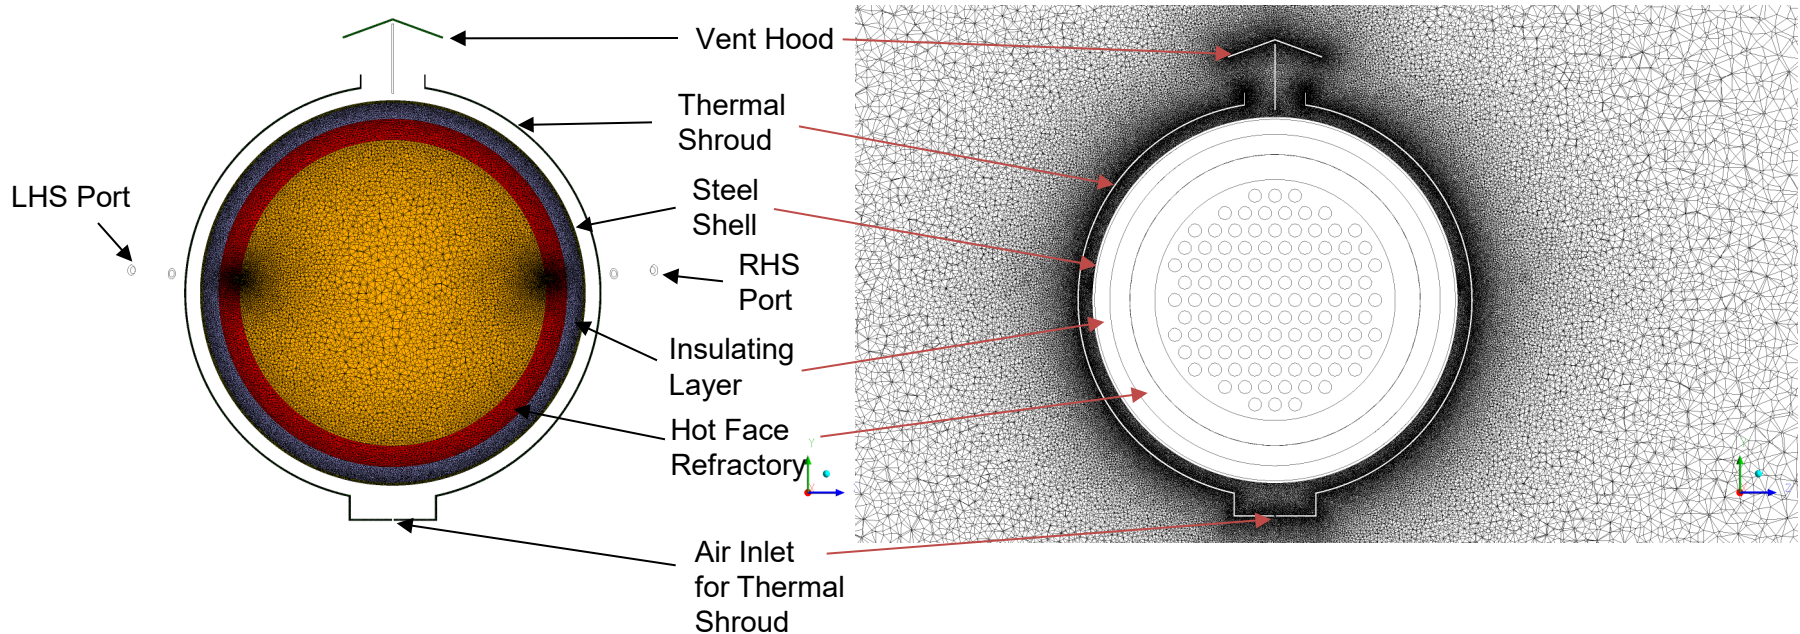 Vent Hood
Thermal
Shroud
LHS Port
Steel
Shell
RHS
Port
Insulating
Layer
Hot Face
Refractory
Y
Air Inlet
for Thermal
Shroud